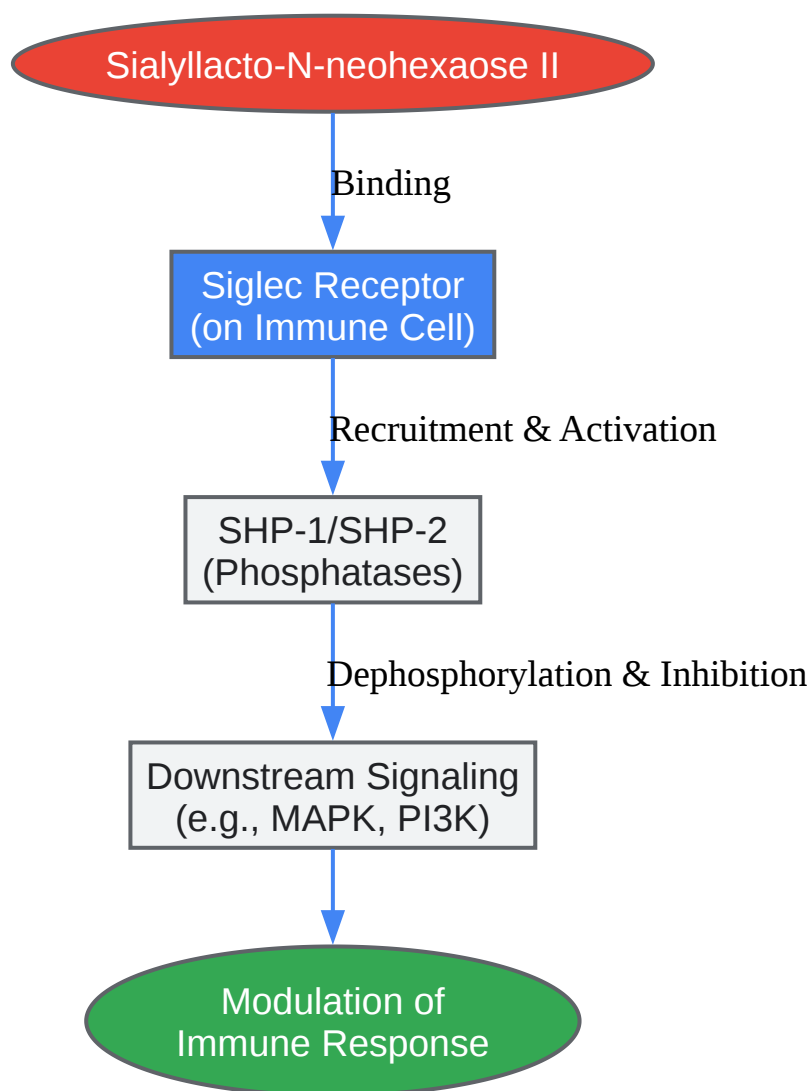 Sialyllacto-N-neohexaose II
Binding
Siglec Receptor
(on Immune Cell)
Recruitment & Activation
SHP-1/SHP-2
(Phosphatases)
Dephosphorylation & Inhibition
Downstream Signaling
(e.g., MAPK, PI3K)
Modulation of
Immune Response